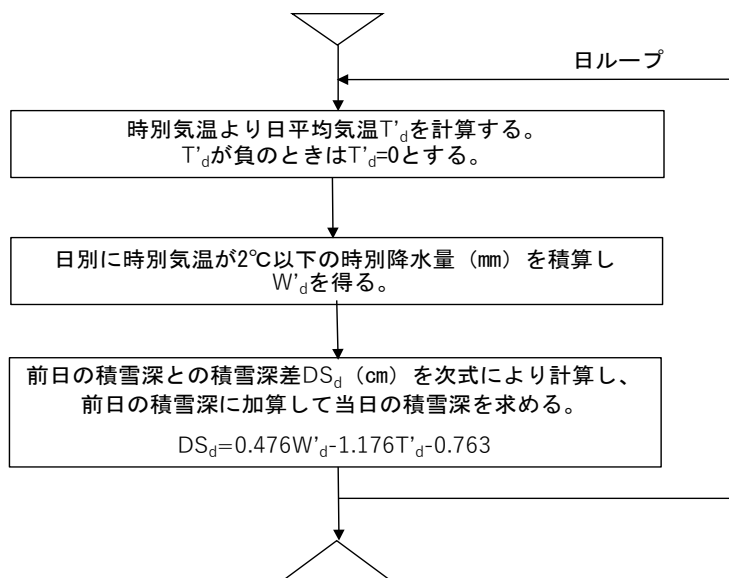 日ループ
時別気温より日平均気温T'dを計算する。
T'dが負のときはT'd=0とする。
日別に時別気温が2℃以下の時別降水量（mm）を積算し
W'dを得る。
前日の積雪深との積雪深差DSd（cm）を次式により計算し、
前日の積雪深に加算して当日の積雪深を求める。
DSd=0.476W'd-1.176T'd-0.763